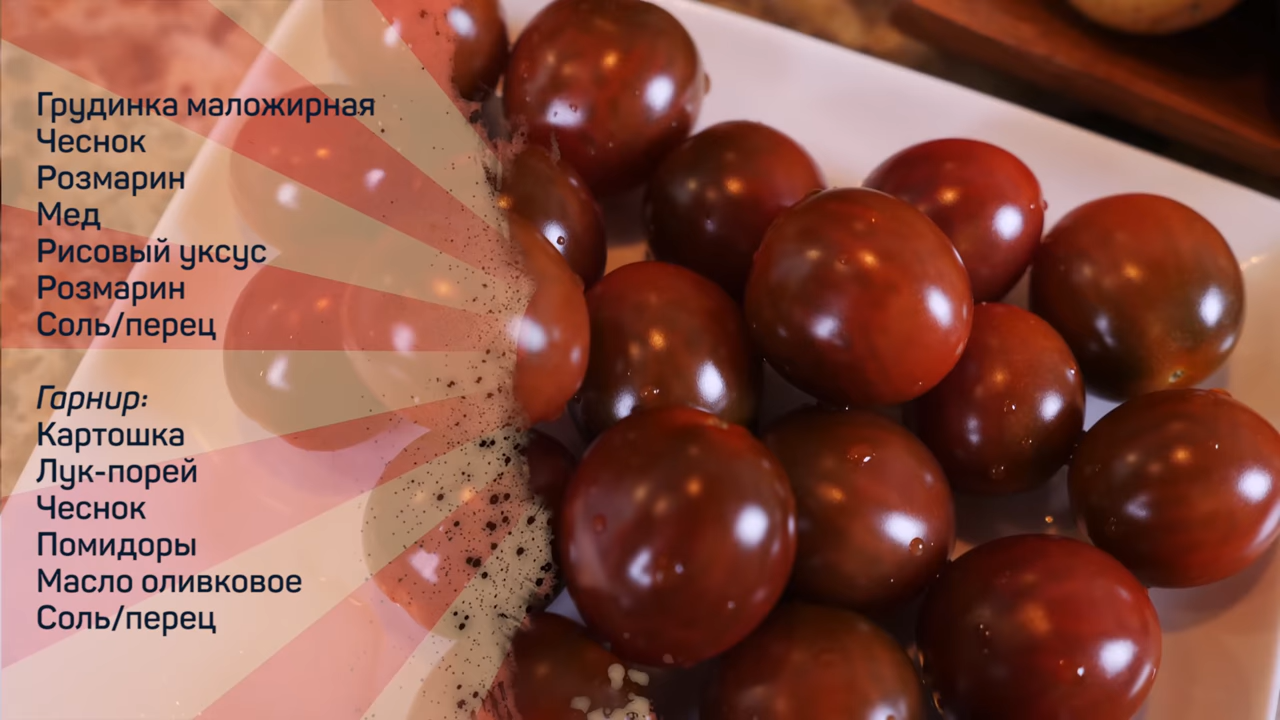 Грудинка маложирная
Чеснок
Розмарин
Мед
Рисовый уксус
Розмарин
Соль/перец
Гарнир:
Картошка
Лук-порей
Чеснок
Помидоры
Масло оливковое
Соль/перец